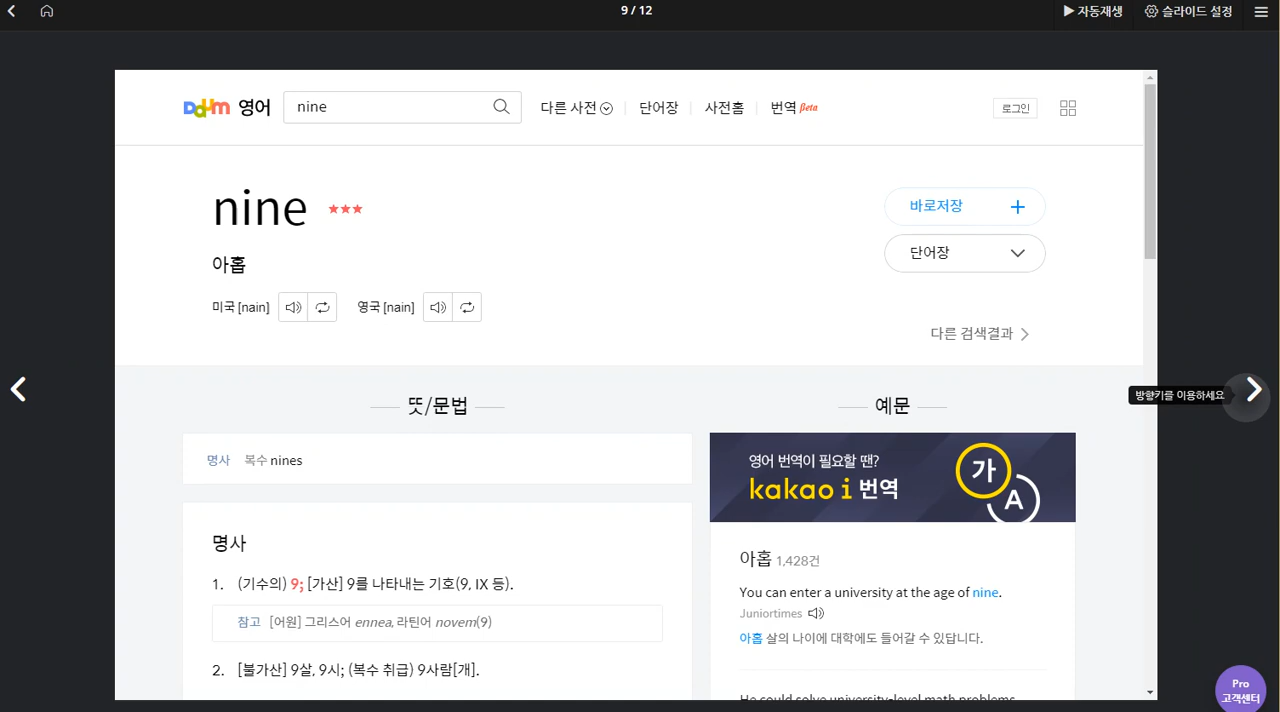 9 / 12
자동재생
슬라이드 설정
Daum 영어
nine
다른 사전
단어장
사전홈
번역 Beta
로그인
nine
바로저장
단어장
아홉
미국 [nain]
영국 [nain]
다른 검색결과
방향키를 이용하세요
뜻/문법
명사 복수 nines
명사
1. (기수의) 9; [가산] 9를 나타내는 기호(9, IX 등).
참고 [어원] 그리스어 ennea, 라틴어 novem(9)
2. [불가산] 9살, 9시; (복수 취급) 9사람[개].
예문
영어 번역이 필요할 땐?
kakao i 번역
가
A
아홉 1,428건
You can enter a university at the age of nine.
Juniortimes
아홉 살의 나이에 대학에도 들어갈 수 있답니다.
He could solve university-level math problems
Pro
고객센터